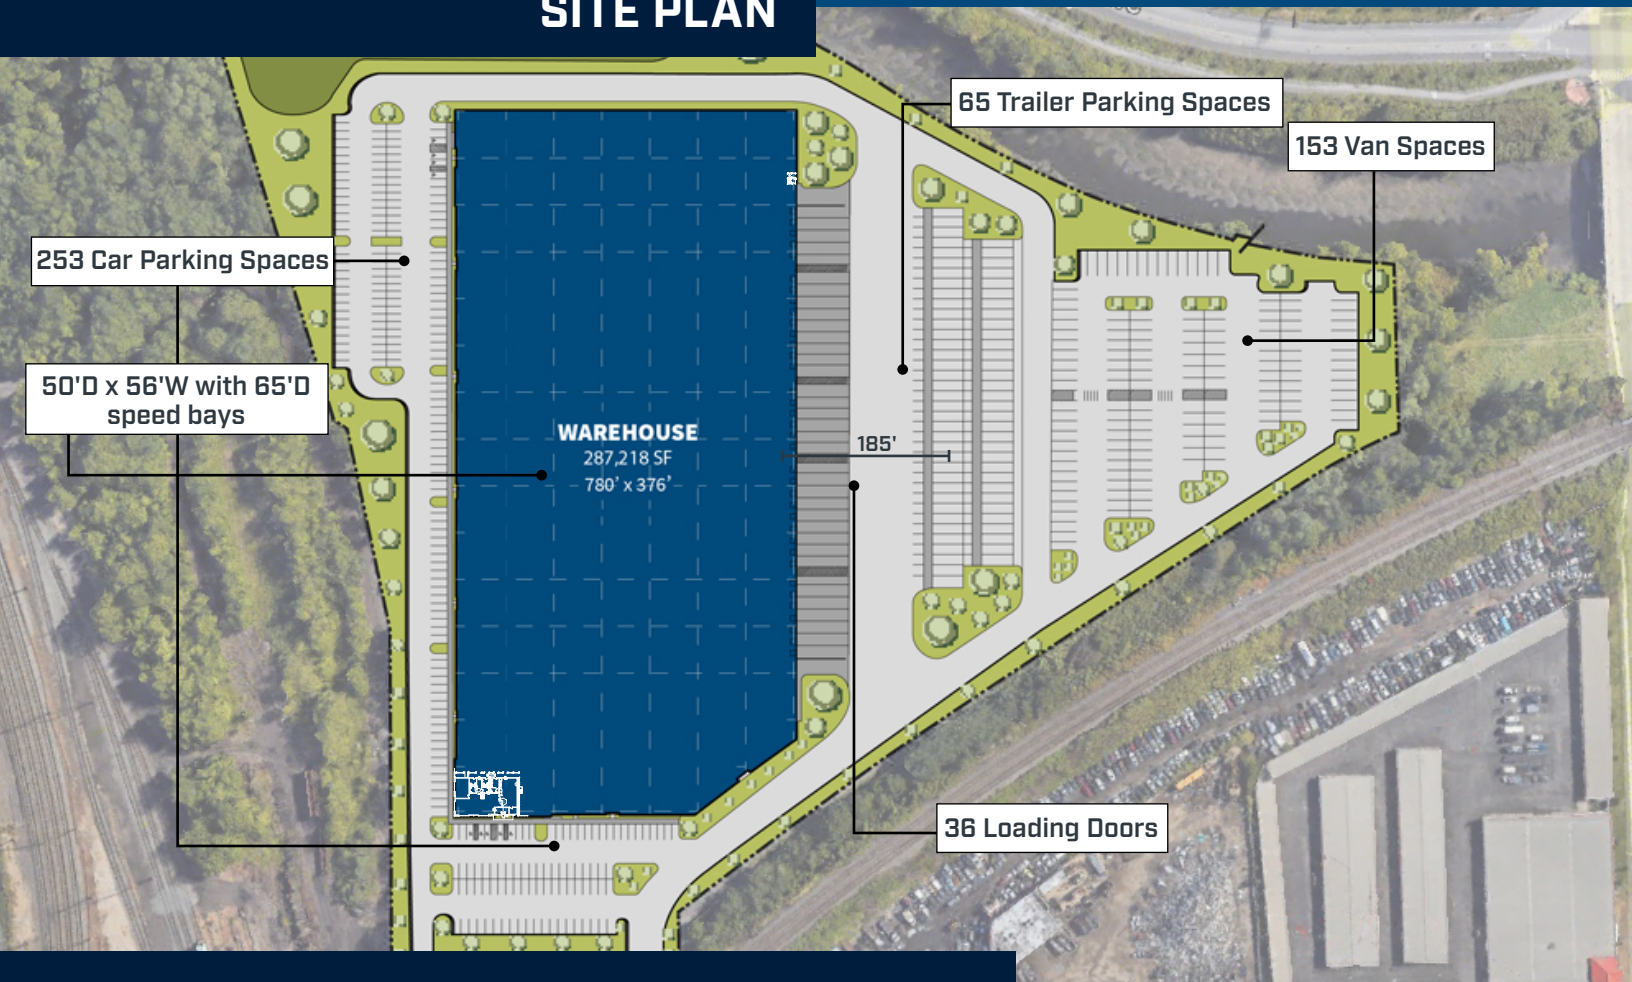 SITE PLAN
65 Trailer Parking Spaces
153 Van Spaces
253 Car Parking Spaces
50'D x 56'W with 65'D
speed bays
WAREHOUSE
287,218 SF
780' x 376'
185'
36 Loading Doors